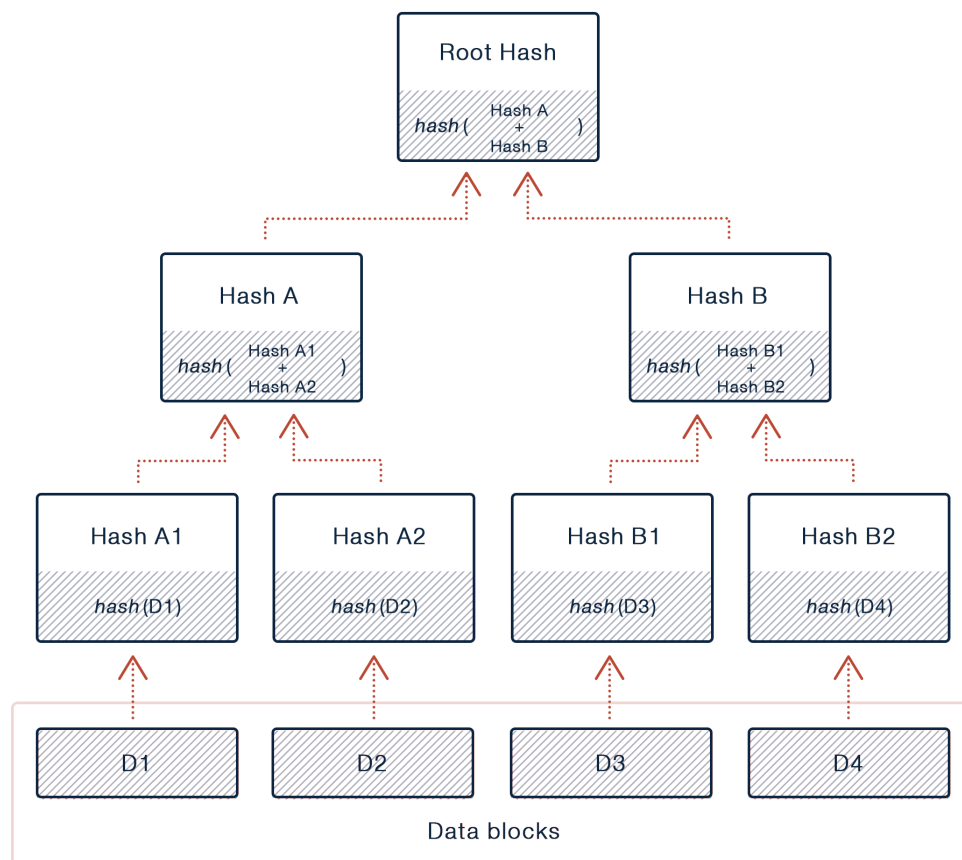 Root Hash
Hash A
hash( + )
Hash B
Hash A
Hash B
Hash A1
hash( + )
Hash A2
Hash B1
hash( + )
Hash B2
Hash A1
Hash A2
Hash B1
Hash B2
hash(D1)
hash(D2)
hash(D3)
hash(D4)
D1
D2
D3
D4
Data blocks